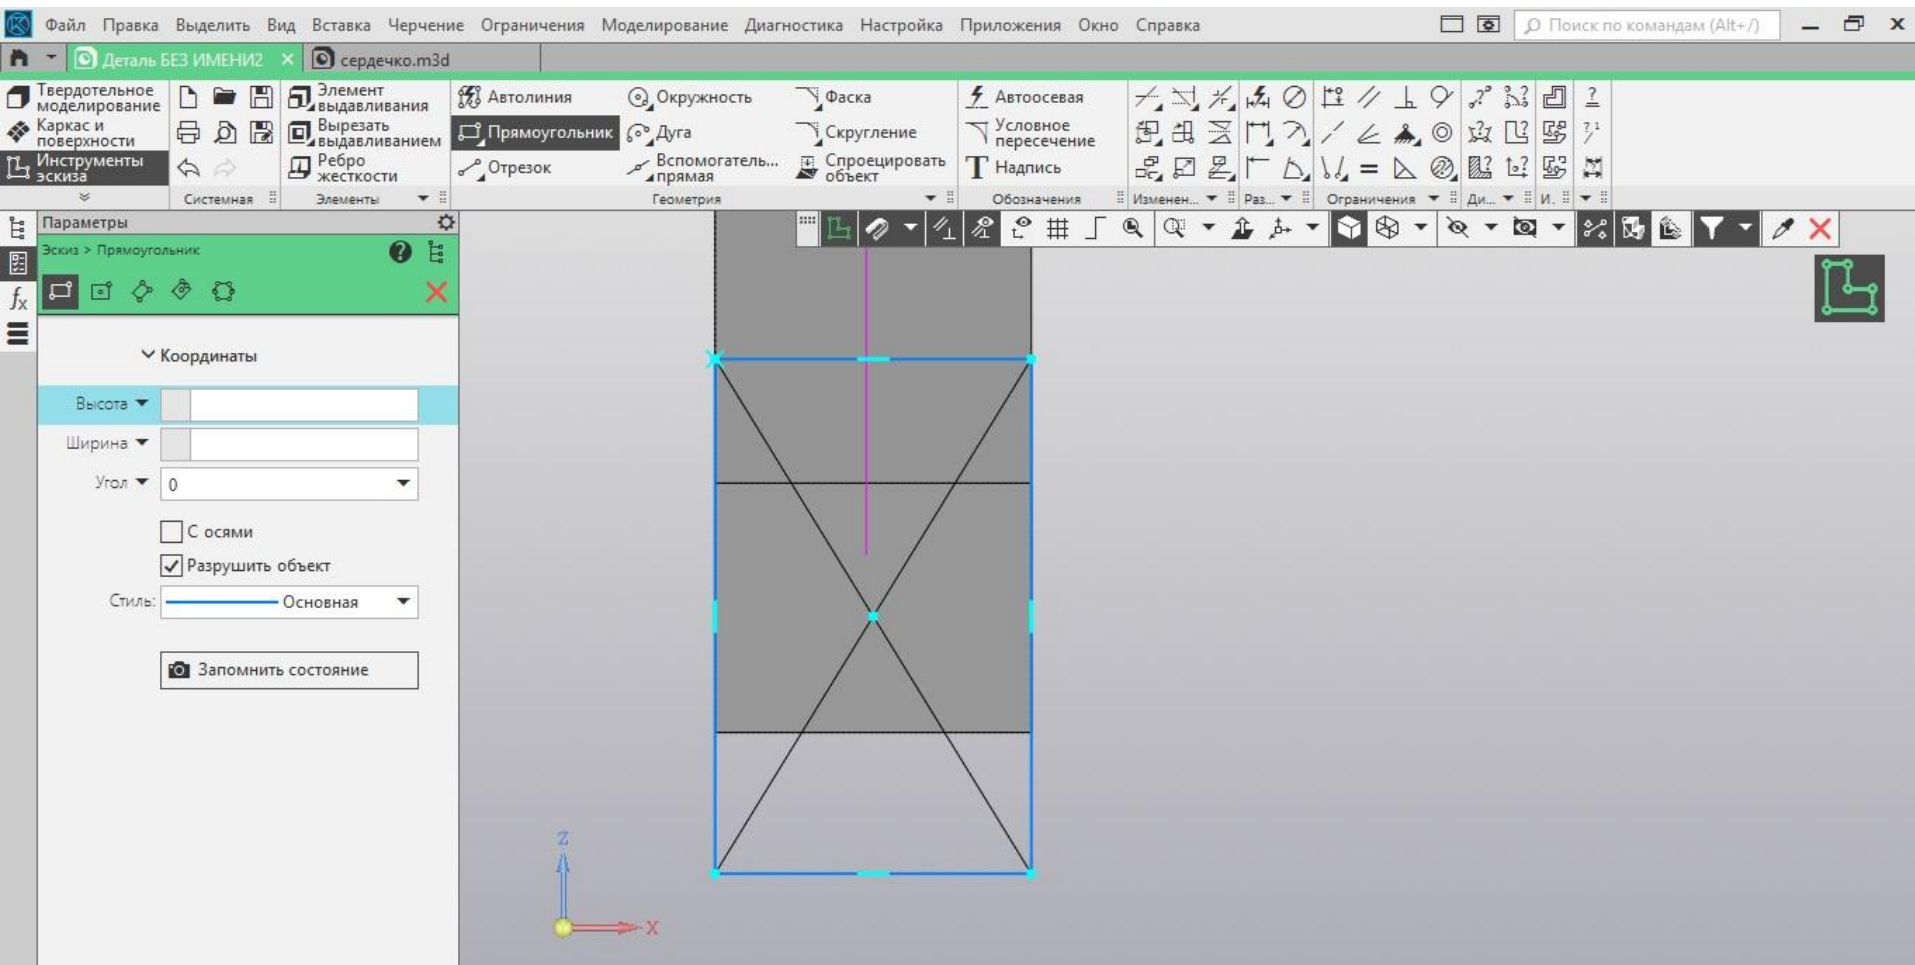 Файл Правка Выделить Вид Вставка Черчение Ограничения Моделирование Диагностика Настройка Приложения Окно Справка
Поиск по командам (Alt+/)
Деталь БЕЗ ИМЕНИ2
сердечко.m3d
Твердотельное
моделирование
Каркас и
поверхности
Инструменты
эскиза
Системная
Элемент
выдавливания
Вырезать
выдавливанием
Ребро
жесткости
Элементы
Автолиния
Прямоугольник
Отрезок
Окружность
Дуга
Вспомогатель...
прямая
Фаска
Скругление
Спроецировать
объект
Геометрия
Автоосевая
Условное
пересечение
Надпись
Обозначения
Изменен...
Раз...
Ограничения
Ди...
И.
Параметры
Эскиз > Прямоугольник
Координаты
Высота
Ширина
Угол
0
С осями
Разрушить объект
Стиль:
Основная
Запомнить состояние
Z
X